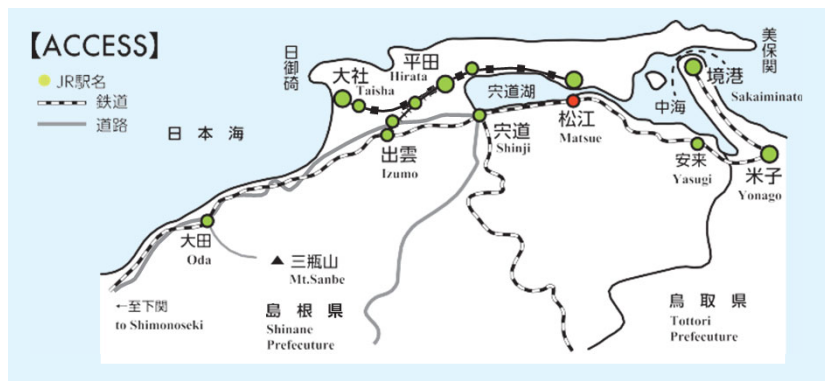 【ACCESS】
JR駅名
鉄道
道路
日本海
日御碕
大社
Taisha
平田
Hirata
宍道湖
美保関
境港
Sakaiminato
中海
出雲
Izumo
宍道
Shinji
松江
Matsue
安来
Yasugi
米子
Yonago
大田
Oda
▲ 三瓶山
Mt.Sanbe
←至下関
to Shimonoseki
島根県
Shinane
Prefecuture
鳥取県
Tottori
Prefecuture